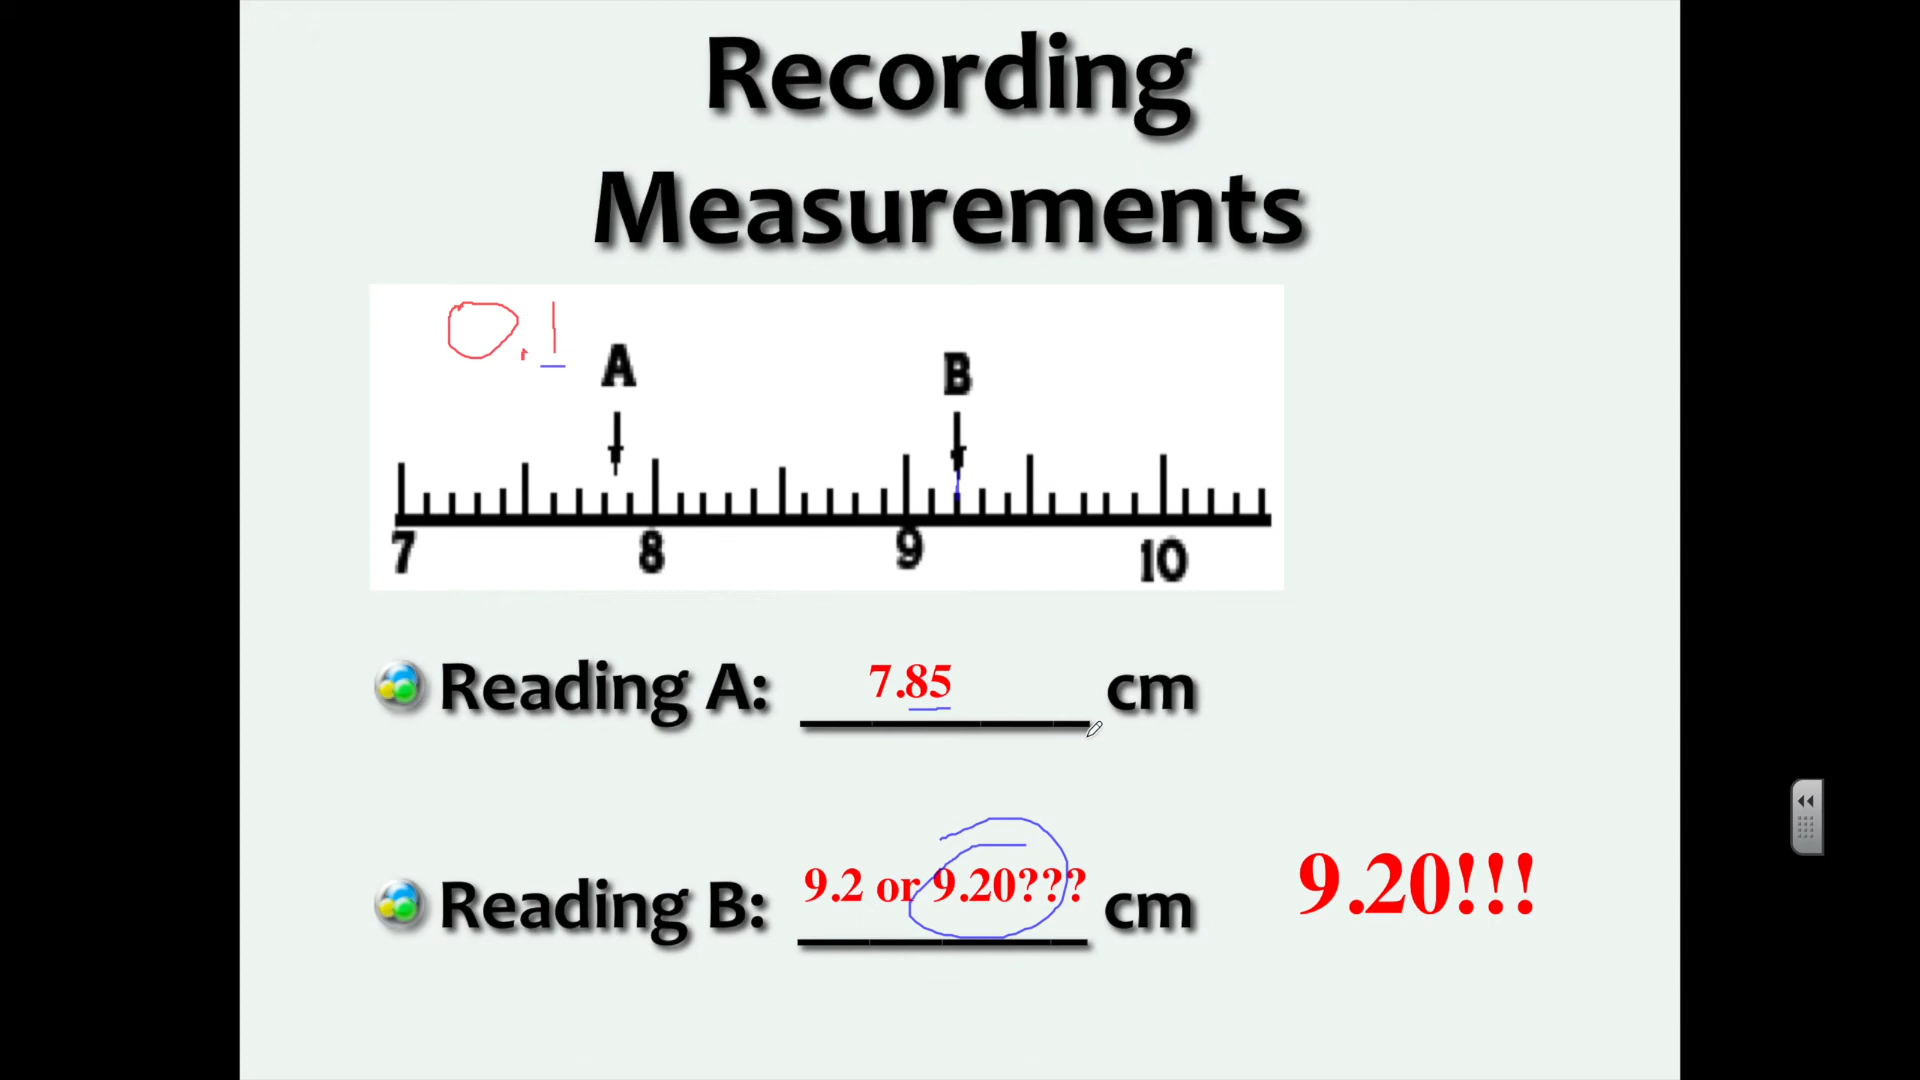 Recording
Measurements
0.1
A B
7 8 9 10
Reading A: 7.85 cm
Reading B: 9.2 or 9.20??? cm 9.20!!!